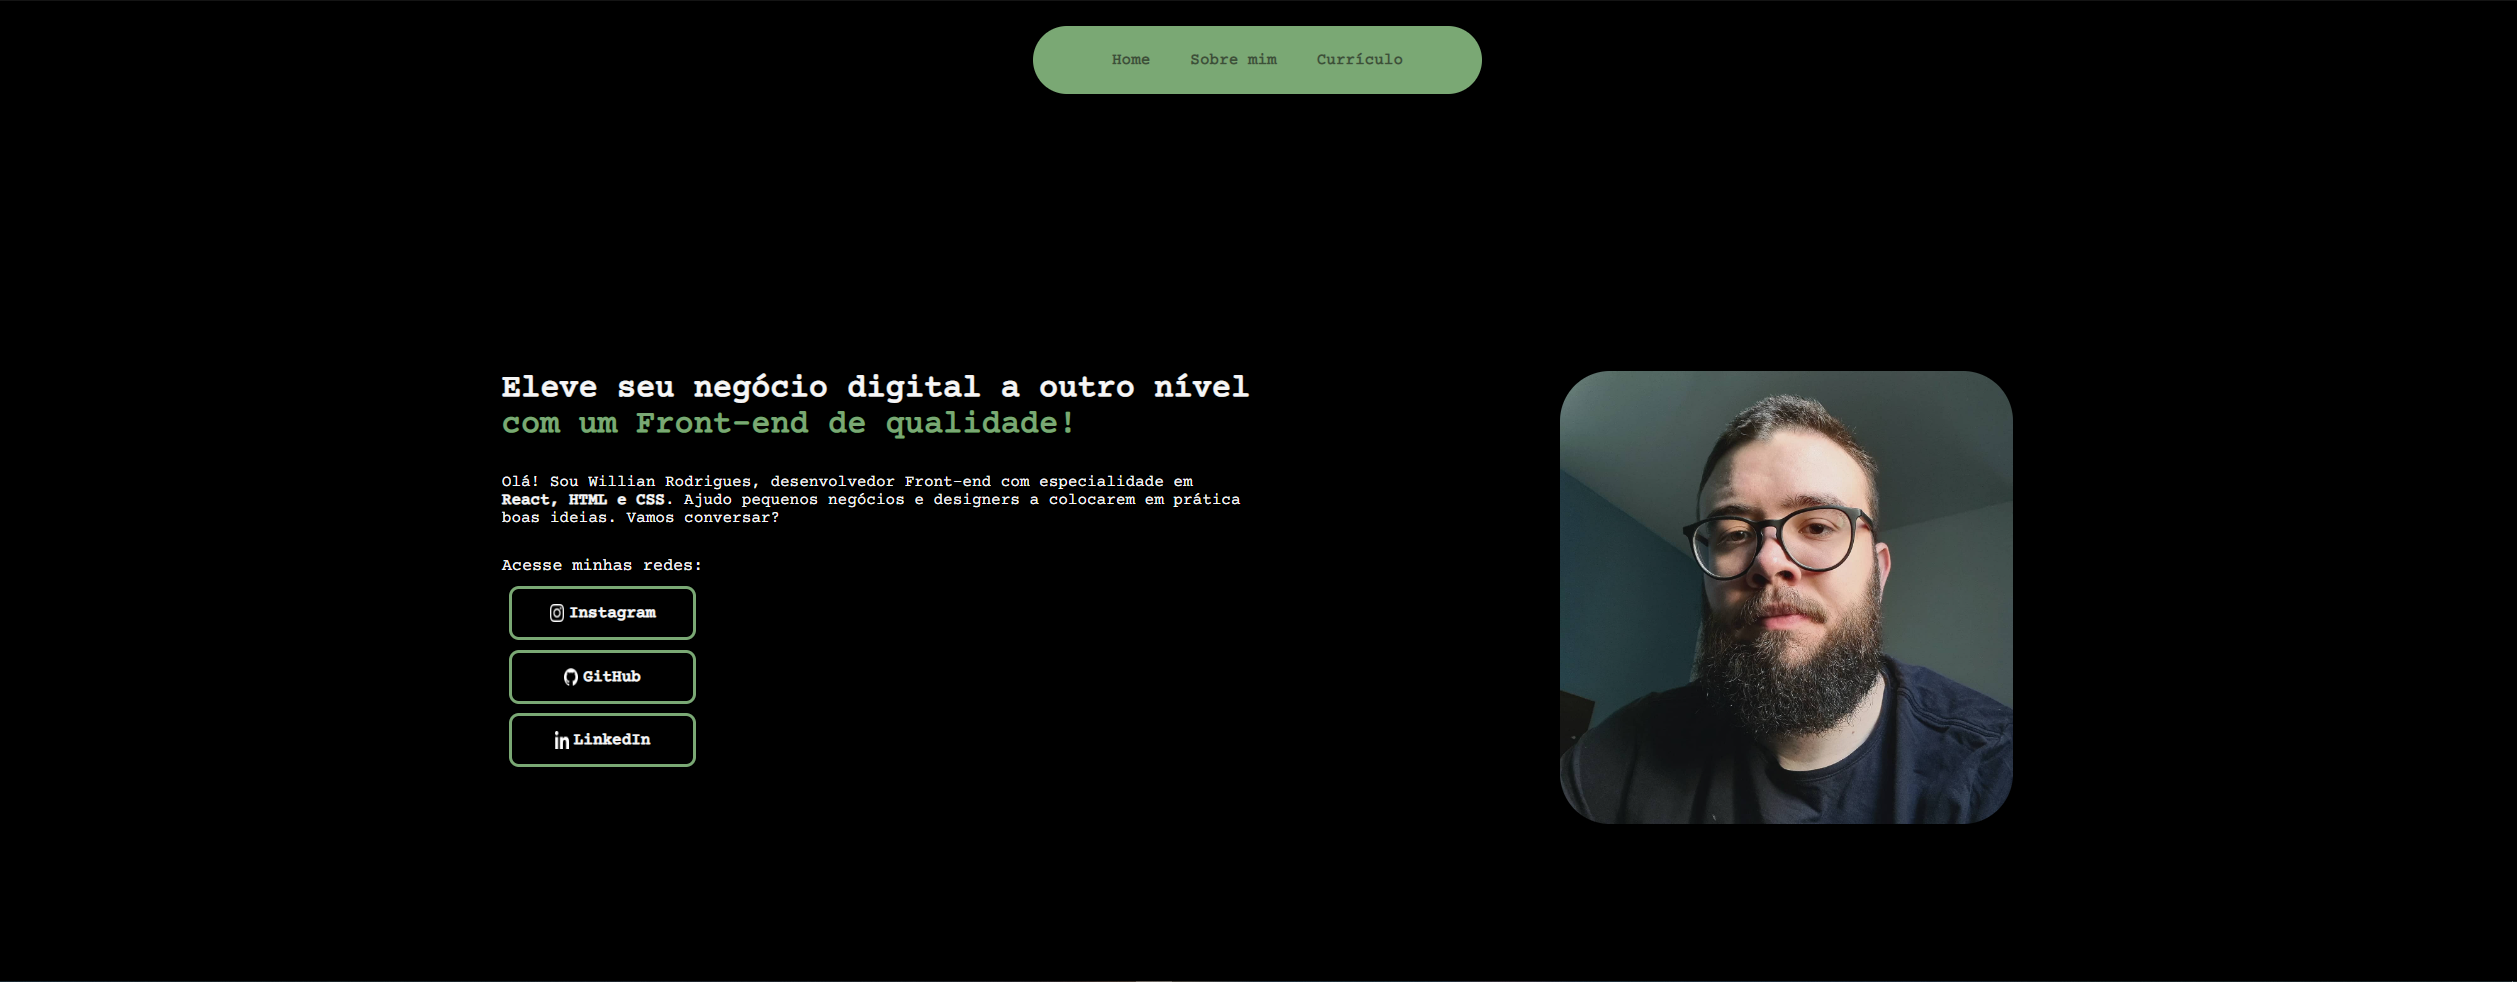 Home Sobre mim Currículo
Eleve seu negócio digital a outro nível
com um Front-end de qualidade!
Olá! Sou Willian Rodrigues, desenvolvedor Front-end com especialidade em
React, HTML e CSS. Ajudo pequenos negócios e designers a colocarem em prática
boas ideias. Vamos conversar?
Acesse minhas redes:
Instagram
GitHub
LinkedIn